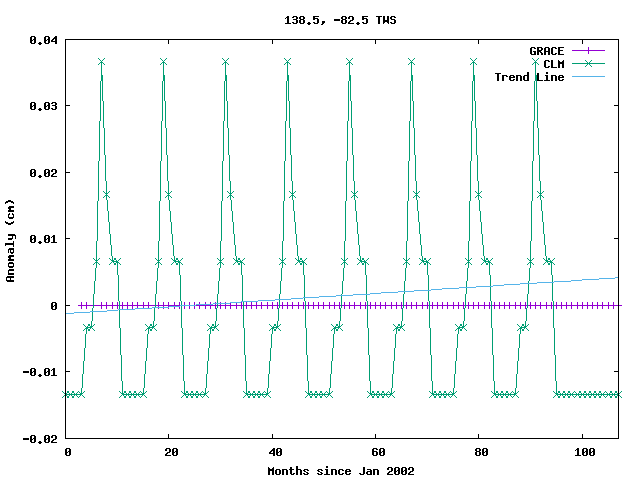 138.5, -82.5 TWS
0.04
0.03
0.02
0.01
0
-0.01
-0.02
Anomaly (cm)
GRACE
CLM
Trend Line
0 20 40 60 80 100
Months since Jan 2002